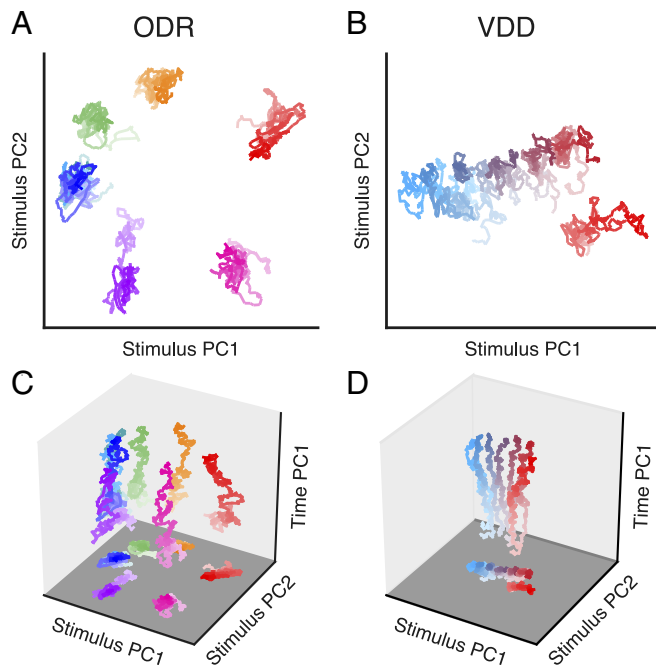 A
ODR
B
VDD
Stimulus PC2
Stimulus PC1
Stimulus PC2
Stimulus PC1
C
D
Time PC1
Stimulus PC1
Stimulus PC2
Time PC1
Stimulus PC1
Stimulus PC2